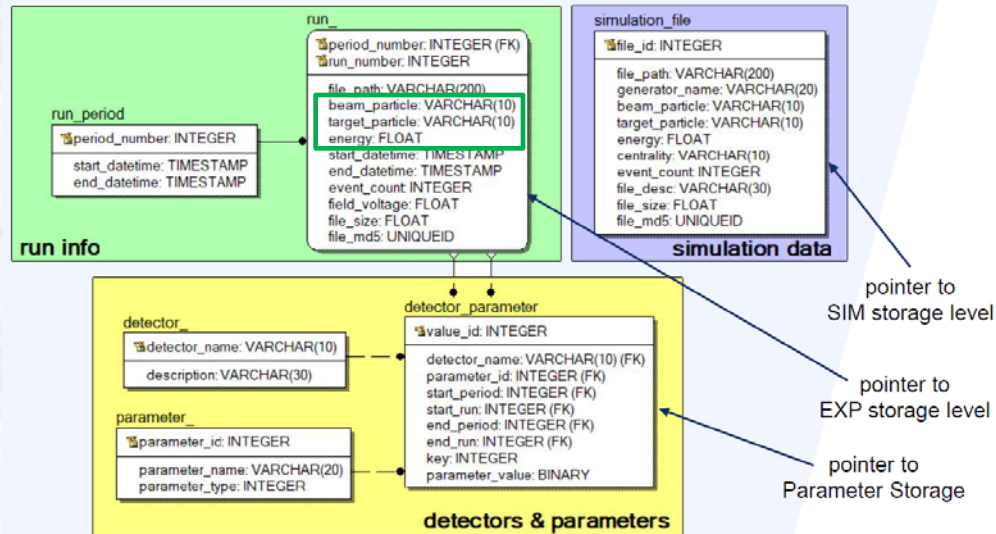 run_
period_number: INTEGER (FK)
run_number: INTEGER
file_path: VARCHAR(200)
beam_particle: VARCHAR(10)
target_particle: VARCHAR(10)
energy: FLOAT
start_datetime: TIMESTAMP
end_datetime: TIMESTAMP
event_count: INTEGER
field_voltage: FLOAT
file_size: FLOAT
file_md5: UNIQUEID
run_period
period_number: INTEGER
start_datetime: TIMESTAMP
end_datetime: TIMESTAMP
run info
simulation_file
file_id: INTEGER
file_path: VARCHAR(200)
generator_name: VARCHAR(20)
beam_particle: VARCHAR(10)
target_particle: VARCHAR(10)
energy: FLOAT
centrality: VARCHAR(10)
event_count: INTEGER
file_desc: VARCHAR(30)
file_size: FLOAT
file_md5: UNIQUEID
simulation data
pointer to
SIM storage level
detector_
detector_name: VARCHAR(10)
description: VARCHAR(30)
parameter_
parameter_id: INTEGER
parameter_name: VARCHAR(20)
parameter_type: INTEGER
detector_parameter
value_id: INTEGER
detector_name: VARCHAR(10) (FK)
parameter_id: INTEGER (FK)
start_period: INTEGER (FK)
start_run: INTEGER (FK)
end_period: INTEGER (FK)
end_run: INTEGER (FK)
key: INTEGER
parameter_value: BINARY
detectors & parameters
pointer to
EXP storage level
pointer to
Parameter Storage